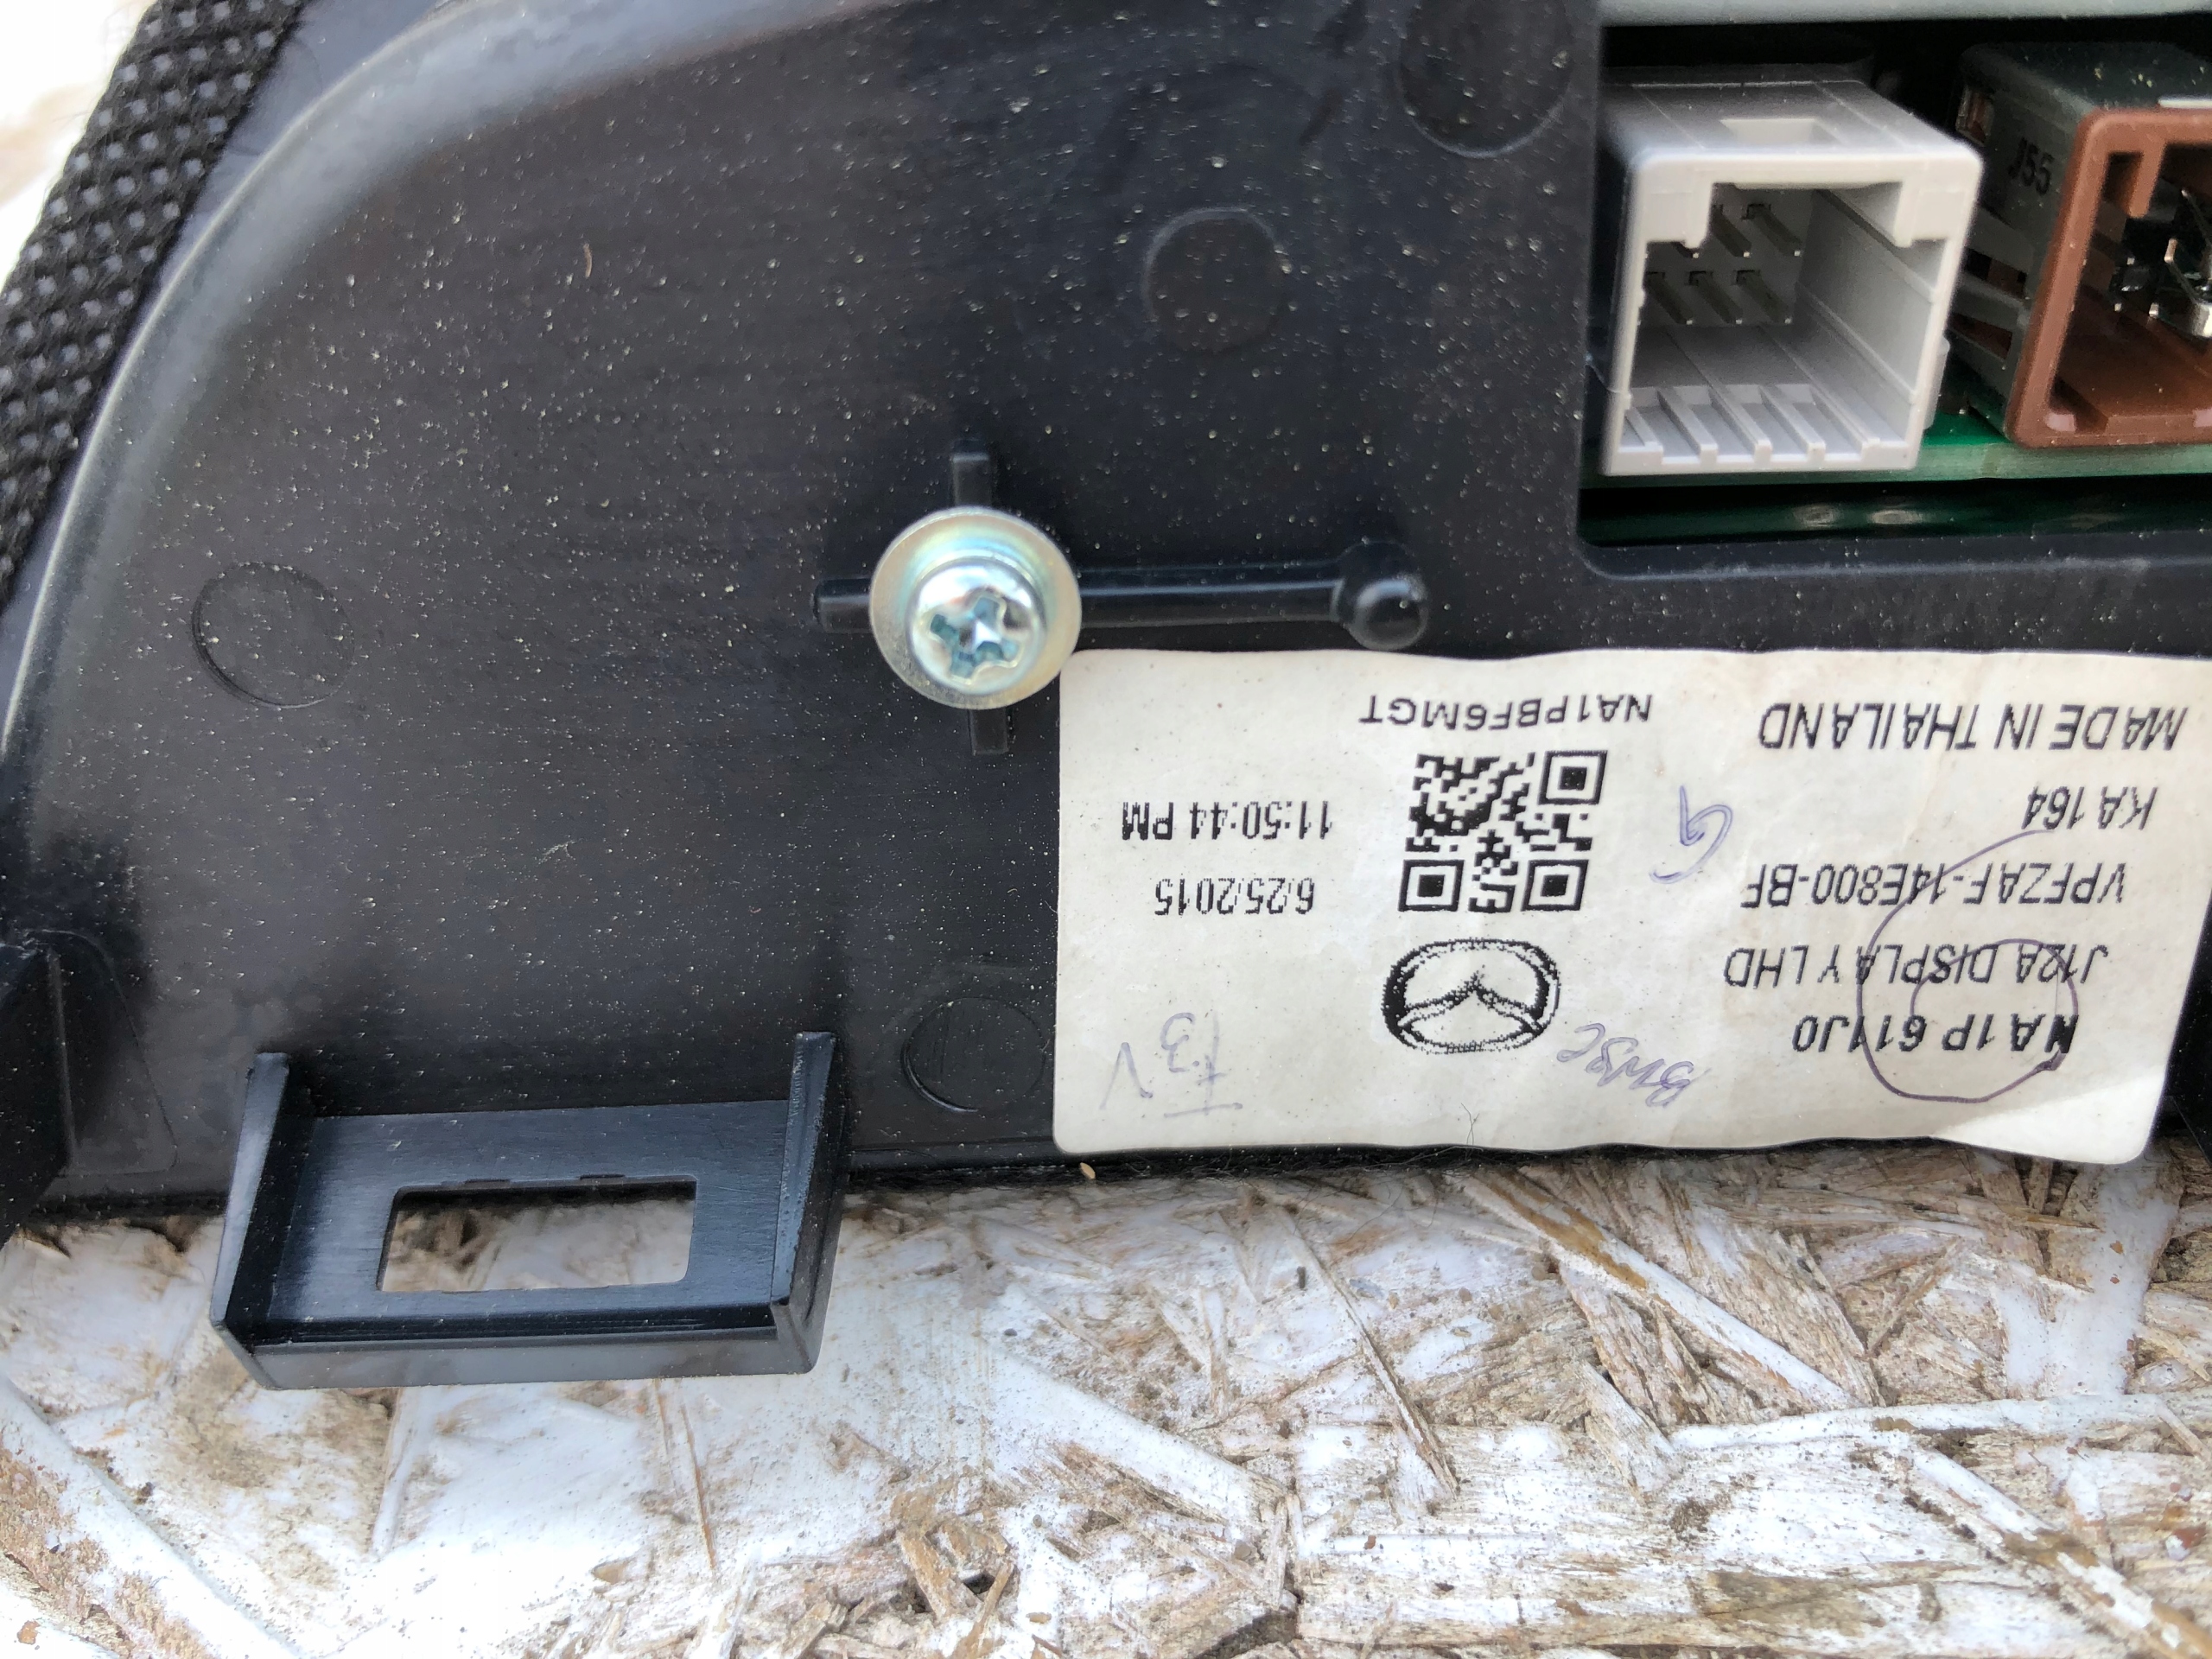 NA1P 611J0
J12A DISPLAY LHD
VPFZAF-14E800-BF
KA164
MADE IN THAILAND
6/25/2015
11:50:44 PM
NA1PBF6MGT
J55